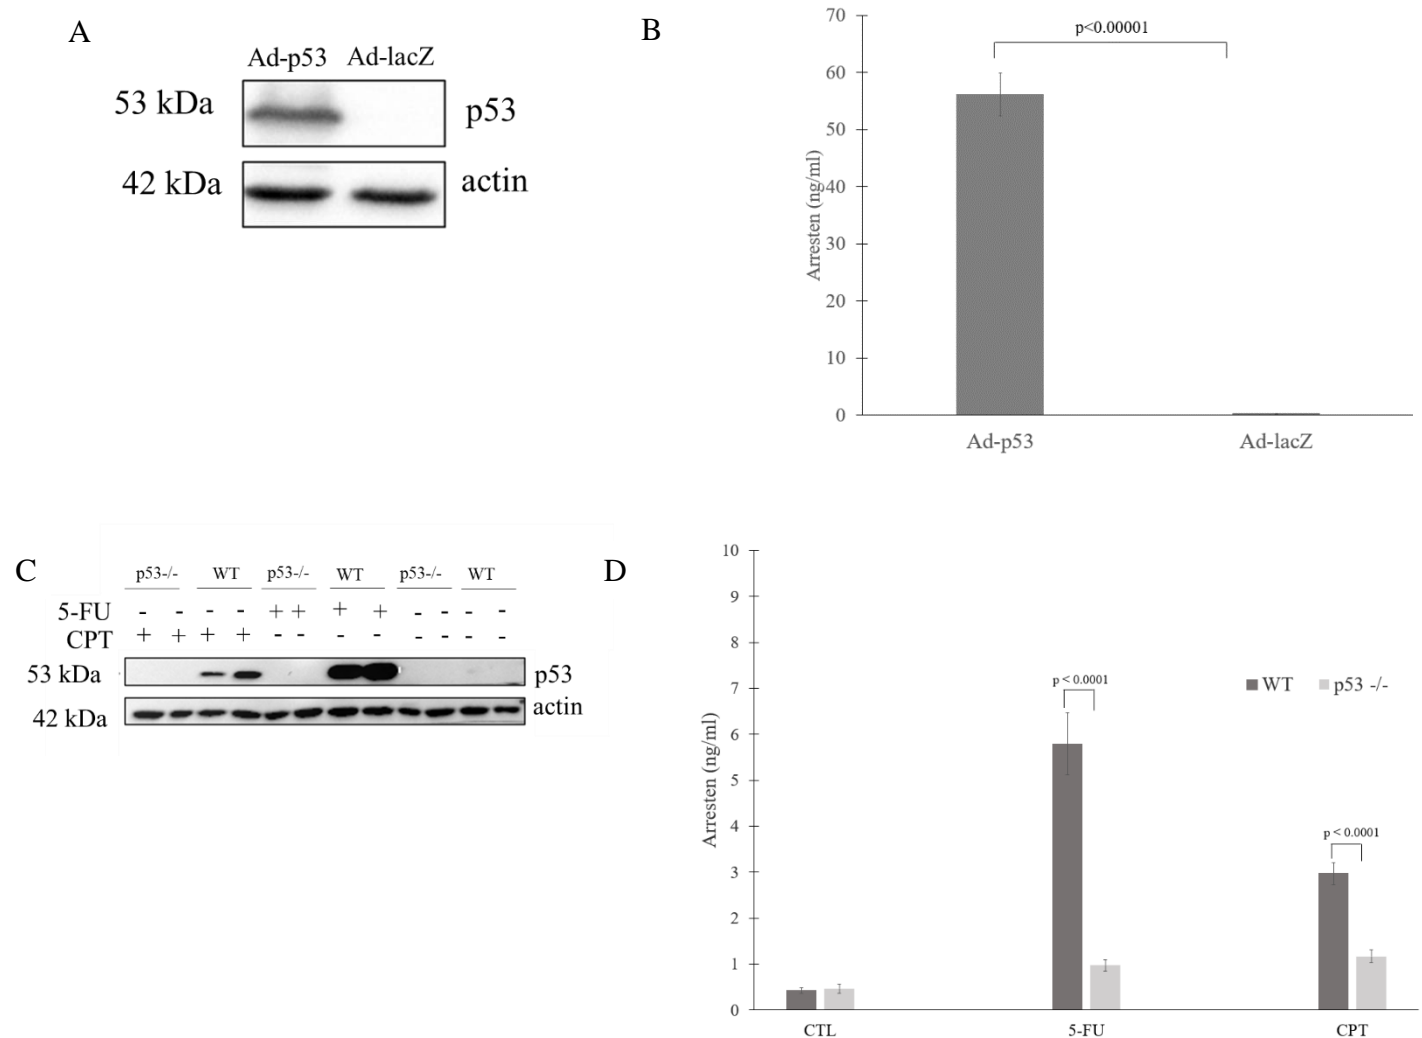 A
Ad-p53 Ad-lacZ
53 kDa p53
42 kDa actin
B
70
60
50
40
30
20
10
0
Arresten (ng/ml)
p<0.00001
Ad-p53 Ad-lacZ
C
p53-/- WT p53-/- WT p53-/- WT
5-FU - - - - + + + + - - - -
CPT + + + + - - - - - - - -
53 kDa p53
42 kDa actin
D
10
9
8
7
6
5
4
3
2
1
0
Arresten (ng/ml)
p < 0.0001
p < 0.0001
WT p53 -/-
CTL 5-FU CPT